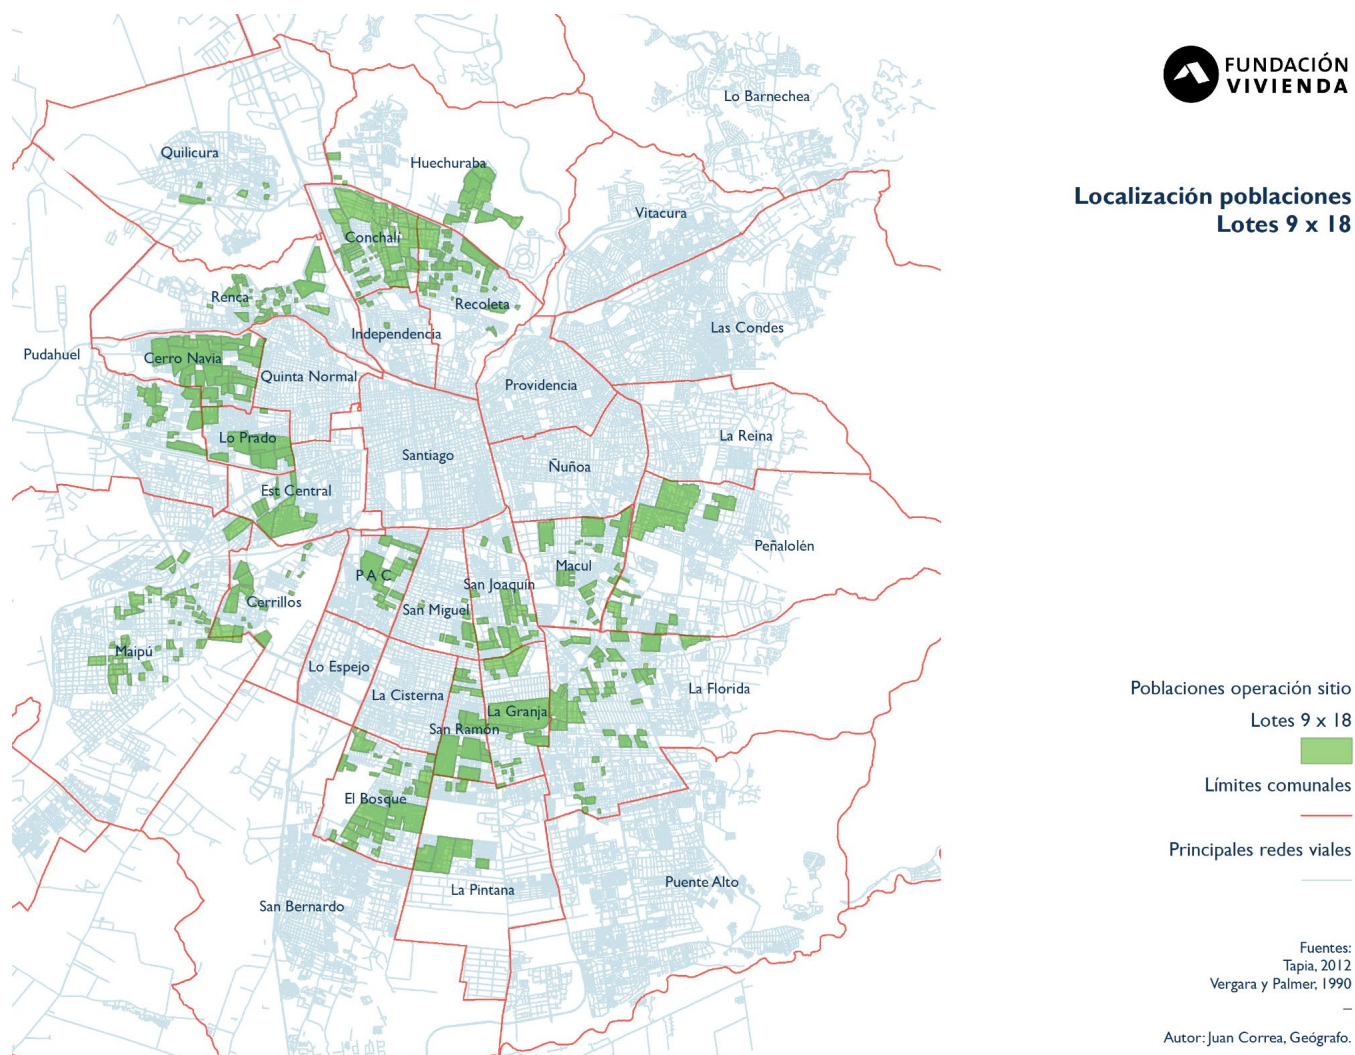 FUNDACIÓN
VIVIENDA
Localización poblaciones
Lotes 9 x 18
Lo Barnechea
Quilicura
Huechuraba
Vitacura
Conchalí
Renca
Recoleta
Las Condes
Independencia
Pudahuel
Cerro Navia
Quinta Normal
Providencia
Lo Prado
La Reina
Santiago
Ñuñoa
Est Central
Peñalolén
Macul
P A C
San Joaquín
Cerrillos
San Miguel
Maipú
Lo Espejo
La Cisterna
La Florida
La Granja
San Ramón
El Bosque
Puente Alto
La Pintana
San Bernardo
Poblaciones operación sitio
Lotes 9 x 18
Límites comunales
Principales redes viales
Fuentes:
Tapia, 2012
Vergara y Palmer, 1990
–
Autor: Juan Correa, Geógrafo.